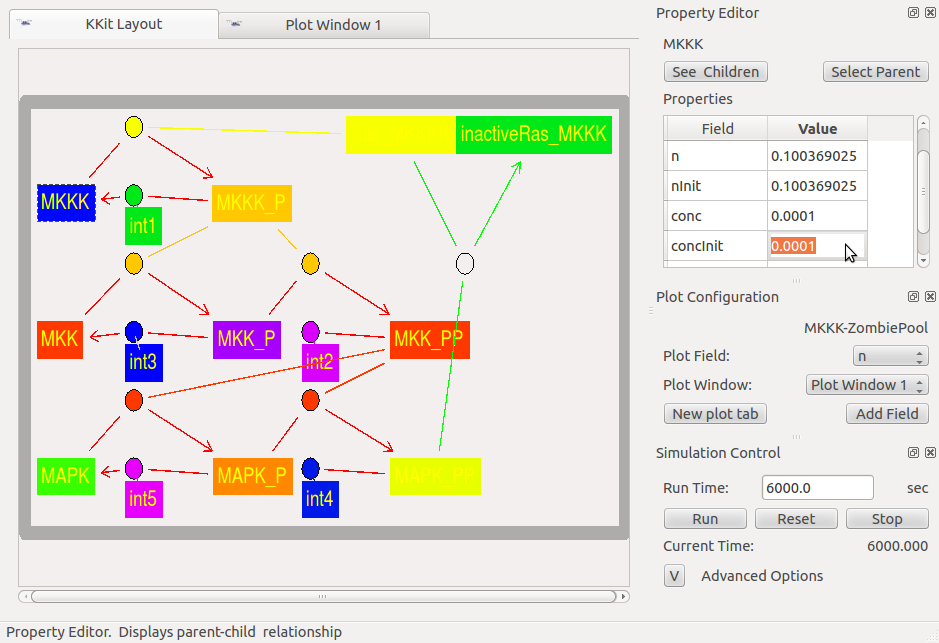 KKit Layout
Plot Window 1
inactiveRas_MKKK
MKKK
int1
MKKK_P
MKK
int3
MKK_P
int2
MKK_PP
MAPK
int5
MAPK_P
int4
MAPK_PP
Property Editor
MKKK
See Children
Select Parent
Properties
Field Value
n 0.100369025
nInit 0.100369025
conc 0.0001
concInit 0.0001
Plot Configuration
MKKK-ZombiePool
Plot Field: n
Plot Window: Plot Window 1
New plot tab Add Field
Simulation Control
Run Time: 6000.0 sec
Run Reset Stop
Current Time: 6000.000
V Advanced Options
Property Editor. Displays parent-child relationship